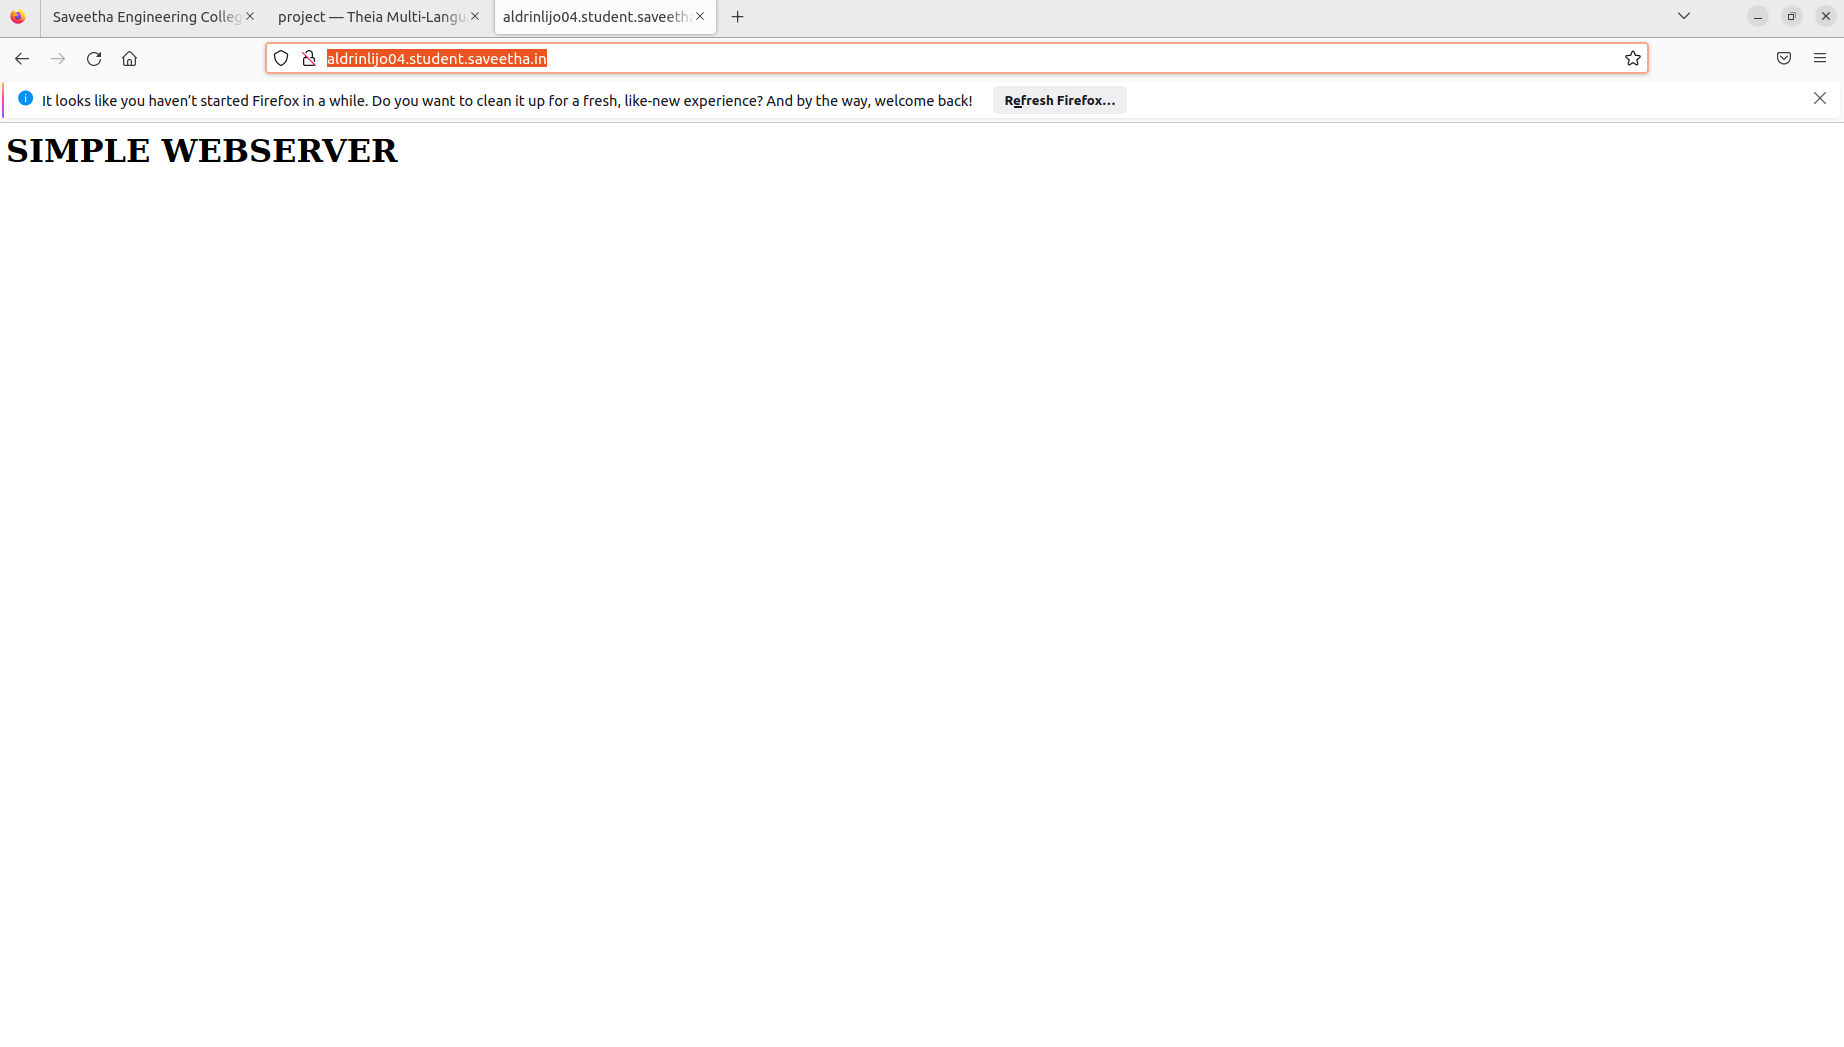 Saveetha Engineering Colleg
project — Theia Multi-Langu
aldrinlijo04.student.saveetha
aldrinlijo04.student.saveetha.in
It looks like you haven’t started Firefox in a while. Do you want to clean it up for a fresh, like-new experience? And by the way, welcome back!
Refresh Firefox…
SIMPLE WEBSERVER